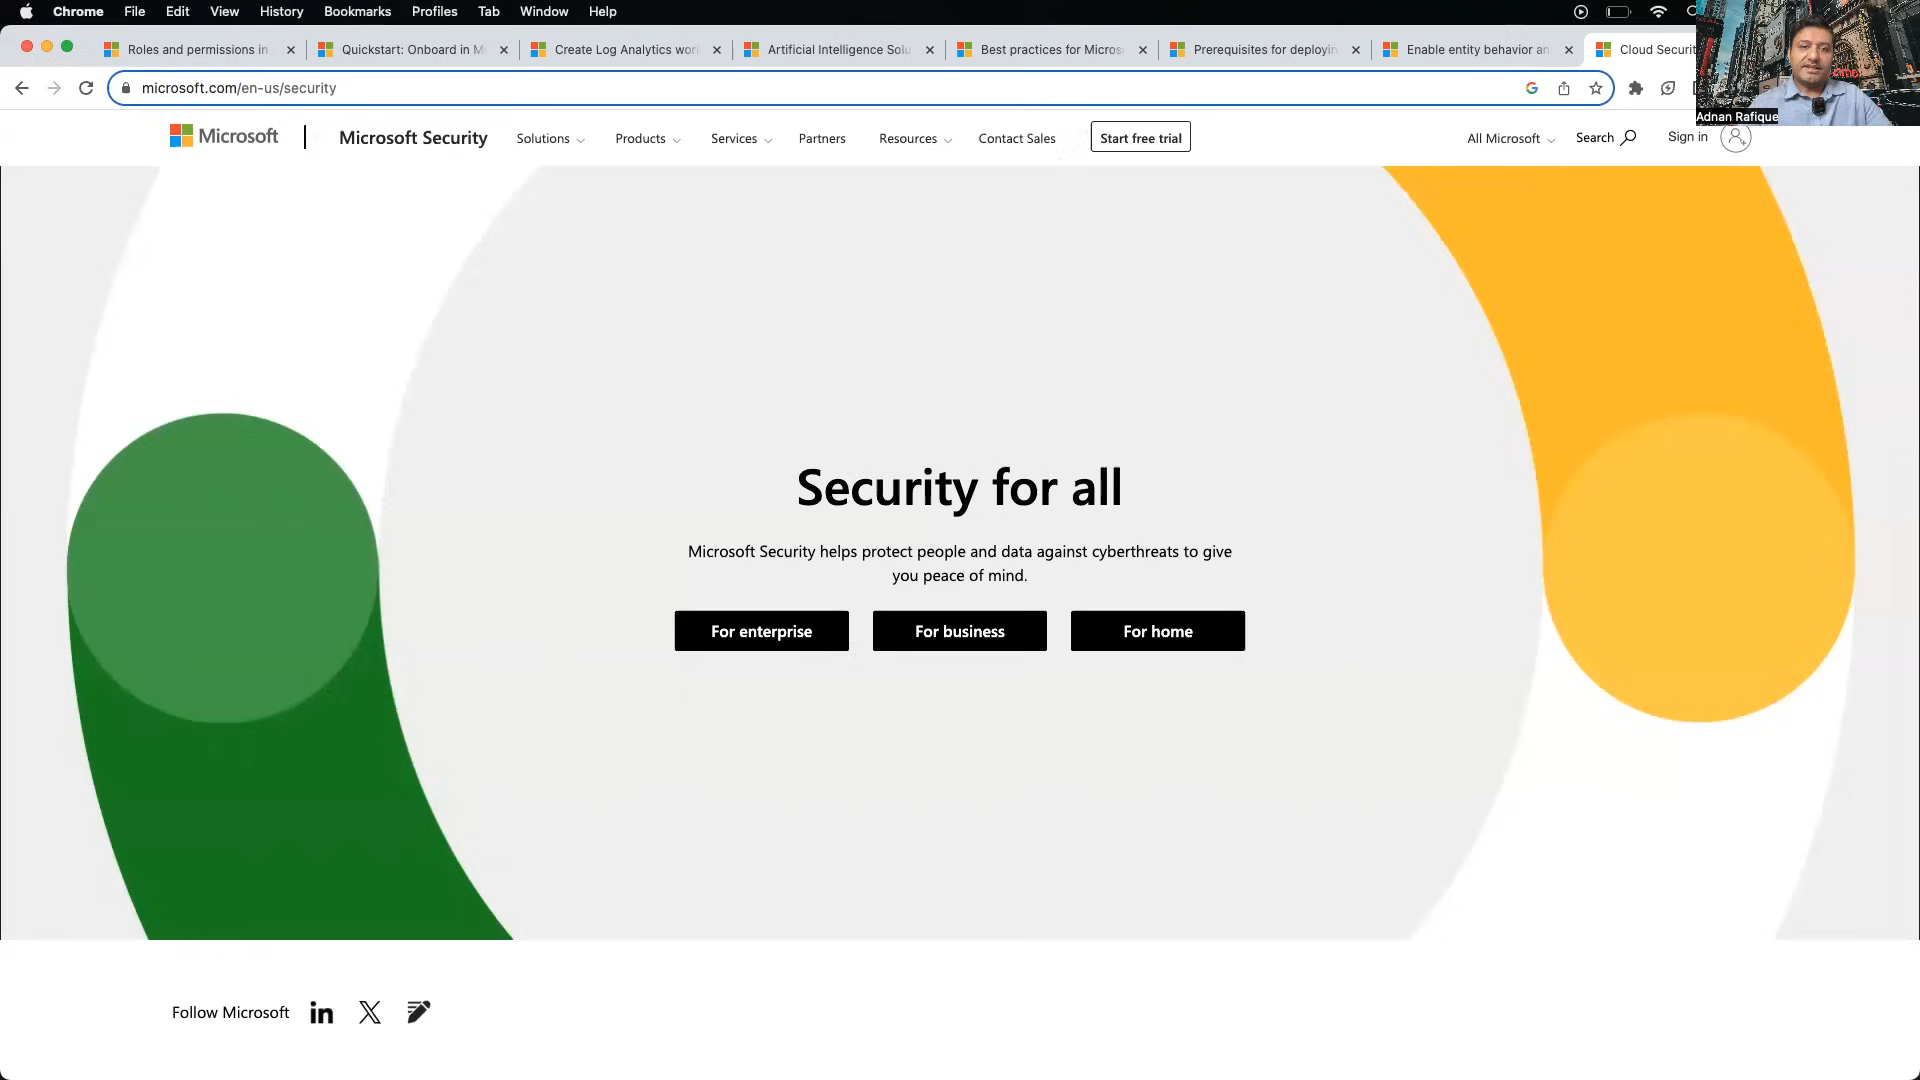 Chrome File Edit View History Bookmarks Profiles Tab Window Help
Roles and permissions in
Quickstart: Onboard in M
Create Log Analytics wor
Artificial Intelligence Solu
Best practices for Micros
Prerequisites for deployin
Enable entity behavior an
Cloud Securit
microsoft.com/en-us/security
Adnan Rafique
Microsoft
Microsoft Security
Solutions
Products
Services
Partners
Resources
Contact Sales
Start free trial
All Microsoft
Search
Sign in
Security for all
Microsoft Security helps protect people and data against cyberthreats to give
you peace of mind.
For enterprise
For business
For home
Follow Microsoft